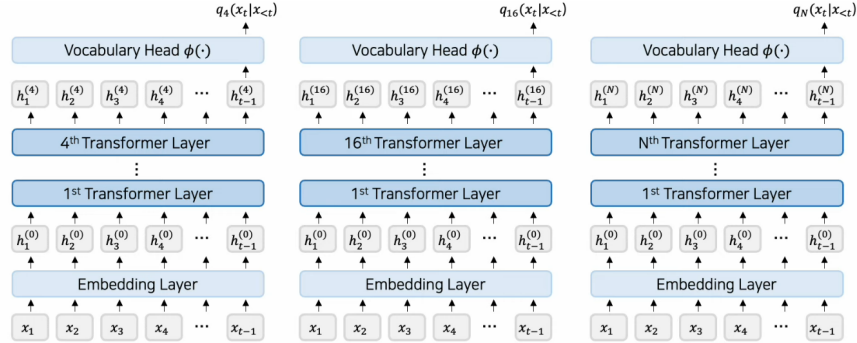 q₄(xₜ|x<ₜ) q₁₆(xₜ|x<ₜ) q_N(xₜ|x<ₜ)
Vocabulary Head ϕ(·) Vocabulary Head ϕ(·) Vocabulary Head ϕ(·)
h₁⁽⁴⁾ h₂⁽⁴⁾ h₃⁽⁴⁾ h₄⁽⁴⁾ ··· hₜ₋₁⁽⁴⁾ h₁⁽¹⁶⁾ h₂⁽¹⁶⁾ h₃⁽¹⁶⁾ h₄⁽¹⁶⁾ ··· hₜ₋₁⁽¹⁶⁾ h₁⁽ᴺ⁾ h₂⁽ᴺ⁾ h₃⁽ᴺ⁾ h₄⁽ᴺ⁾ ··· hₜ₋₁⁽ᴺ⁾
4ᵗʰ Transformer Layer 16ᵗʰ Transformer Layer Nᵗʰ Transformer Layer
⋮ ⋮ ⋮
1ˢᵗ Transformer Layer 1ˢᵗ Transformer Layer 1ˢᵗ Transformer Layer
h₁⁽⁰⁾ h₂⁽⁰⁾ h₃⁽⁰⁾ h₄⁽⁰⁾ ··· hₜ₋₁⁽⁰⁾ h₁⁽⁰⁾ h₂⁽⁰⁾ h₃⁽⁰⁾ h₄⁽⁰⁾ ··· hₜ₋₁⁽⁰⁾ h₁⁽⁰⁾ h₂⁽⁰⁾ h₃⁽⁰⁾ h₄⁽⁰⁾ ··· hₜ₋₁⁽⁰⁾
Embedding Layer Embedding Layer Embedding Layer
x₁ x₂ x₃ x₄ ··· xₜ₋₁ x₁ x₂ x₃ x₄ ··· xₜ₋₁ x₁ x₂ x₃ x₄ ··· xₜ₋₁